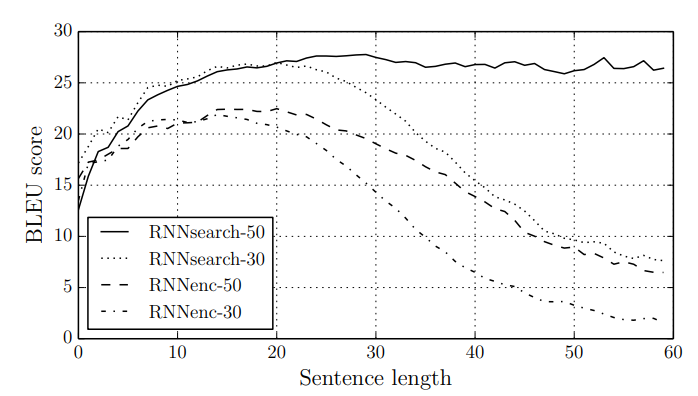 30
25
20
15
10
5
0
BLEU score
RNNsearch-50
RNNsearch-30
RNNenc-50
RNNenc-30
0 10 20 30 40 50 60
Sentence length